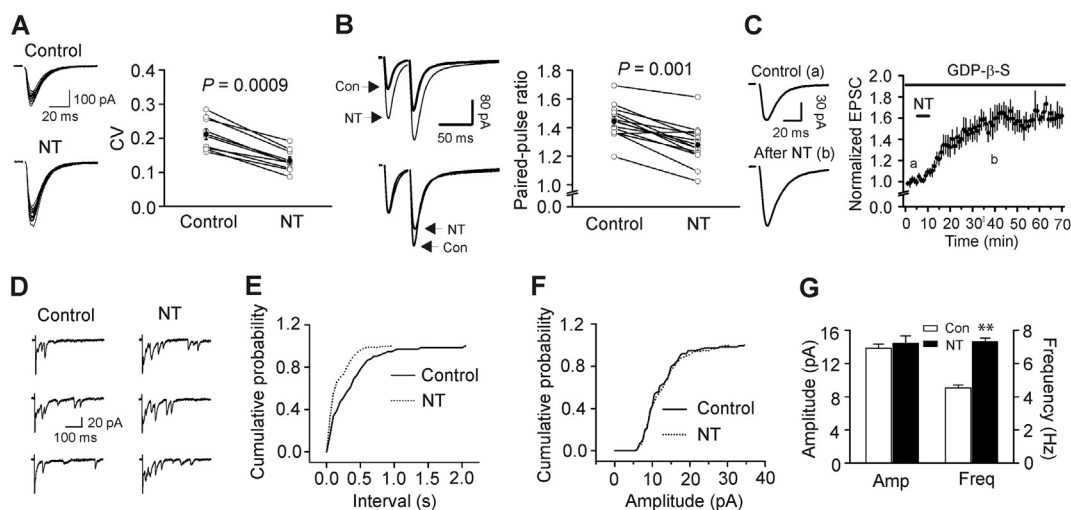 A
Control
100 pA
20 ms
NT
CV
0.4
0.3
0.2
0.1
0.0
P = 0.0009
Control NT
B
Con
NT
80 pA
50 ms
NT
Con
Paired-pulse ratio
1.8
1.6
1.4
1.2
1.0
P = 0.001
Control NT
C
Control (a)
30 pA
20 ms
After NT (b)
Normalized EPSC
2.0
1.8
1.6
1.4
1.2
1.0
0.0
GDP-β-S
NT
a
b
0 10 20 30 40 50 60 70
Time (min)
D
Control NT
20 pA
100 ms
E
Cumulative probability
1.2
0.8
0.4
0.0
Control
NT
0.0 0.5 1.0 1.5 2.0
Interval (s)
F
Cumulative probability
1.2
0.8
0.4
0.0
Control
NT
0 10 20 30 40
Amplitude (pA)
G
Amplitude (pA)
16
12
8
4
0
Con
NT
**
8
6
4
2
0
Frequency (Hz)
Amp Freq